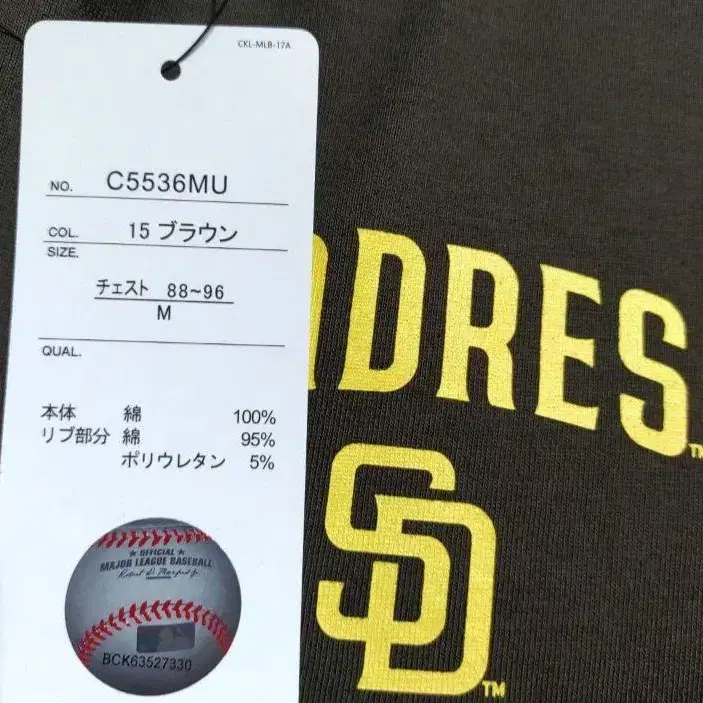 CKL-MLB-17A
NO. C5536MU
COL. 15 ブラウン
SIZE.
チェスト 88~96
M
QUAL.
本体 綿 100%
リブ部分 綿 95%
ポリウレタン 5%
★ OFFICIAL ★
MAJOR LEAGUE BASEBALL
BCK63527330
ADRES TM
SD TM